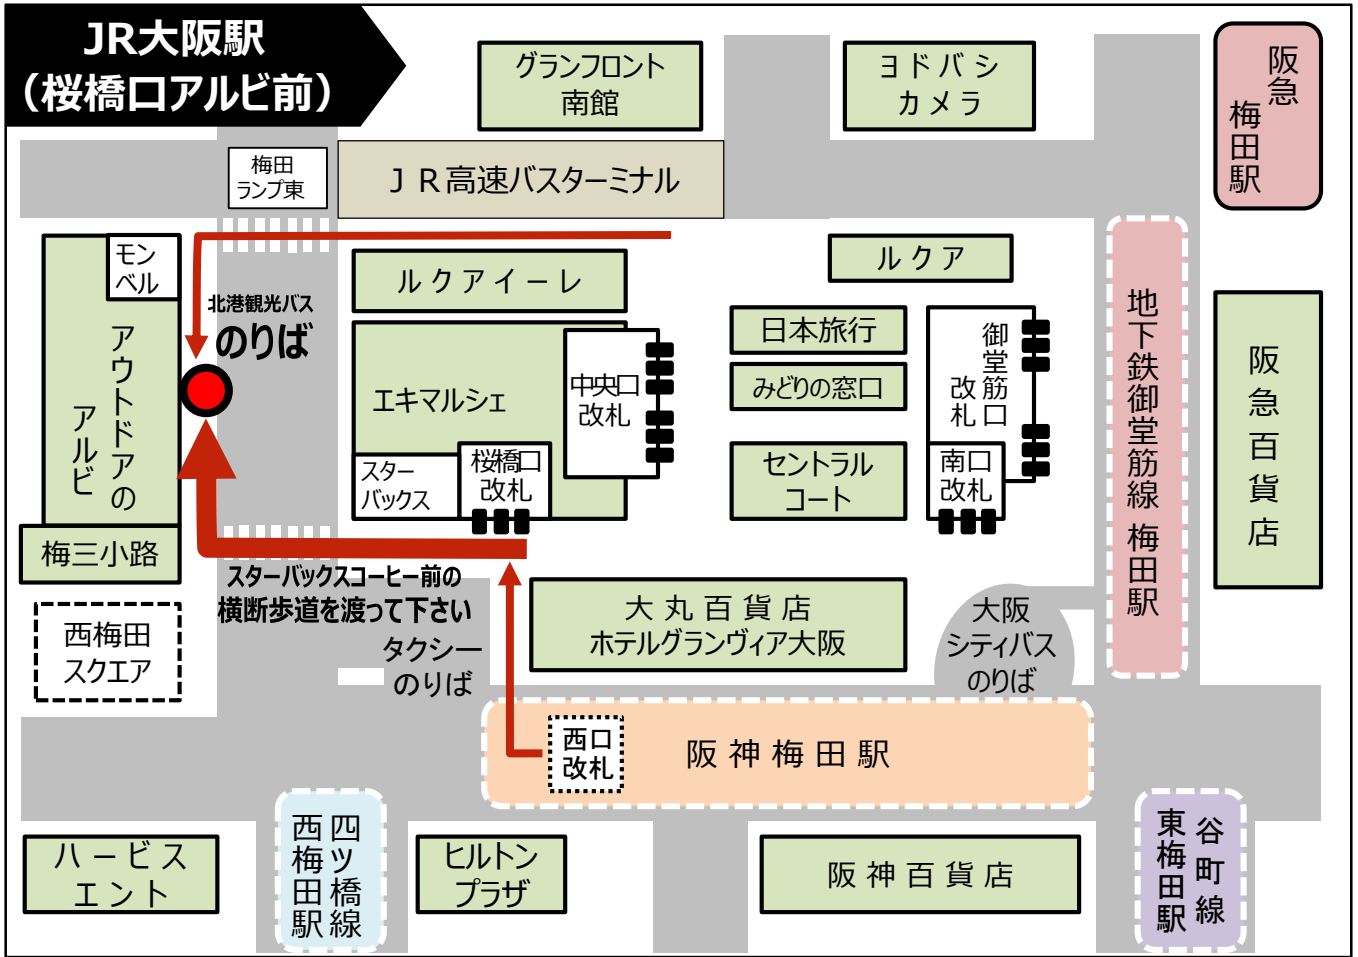 JR大阪駅
（桜橋口アルビ前）
グランフロント
南館
ヨドバシ
カメラ
阪急
梅田駅
梅田
ランプ東
ＪＲ高速バスターミナル
モン
ベル
ルクアイーレ
ルクア
北港観光バス
のりば
アウトドアの
アルビ
エキマルシェ
中央口
改札
日本旅行
みどりの窓口
御堂筋口
改札
地下鉄御堂筋線 梅田駅
阪急百貨店
スター
バックス
桜橋口
改札
セントラル
コート
南口
改札
梅三小路
スターバックスコーヒー前の
横断歩道を渡って下さい
西梅田
スクエア
タクシー
のりば
大丸百貨店
ホテルグランヴィア大阪
大阪
シティバス
のりば
西口
改札
阪神梅田駅
ハービス
エント
四ツ橋線
西梅田駅
ヒルトン
プラザ
阪神百貨店
谷町線
東梅田駅